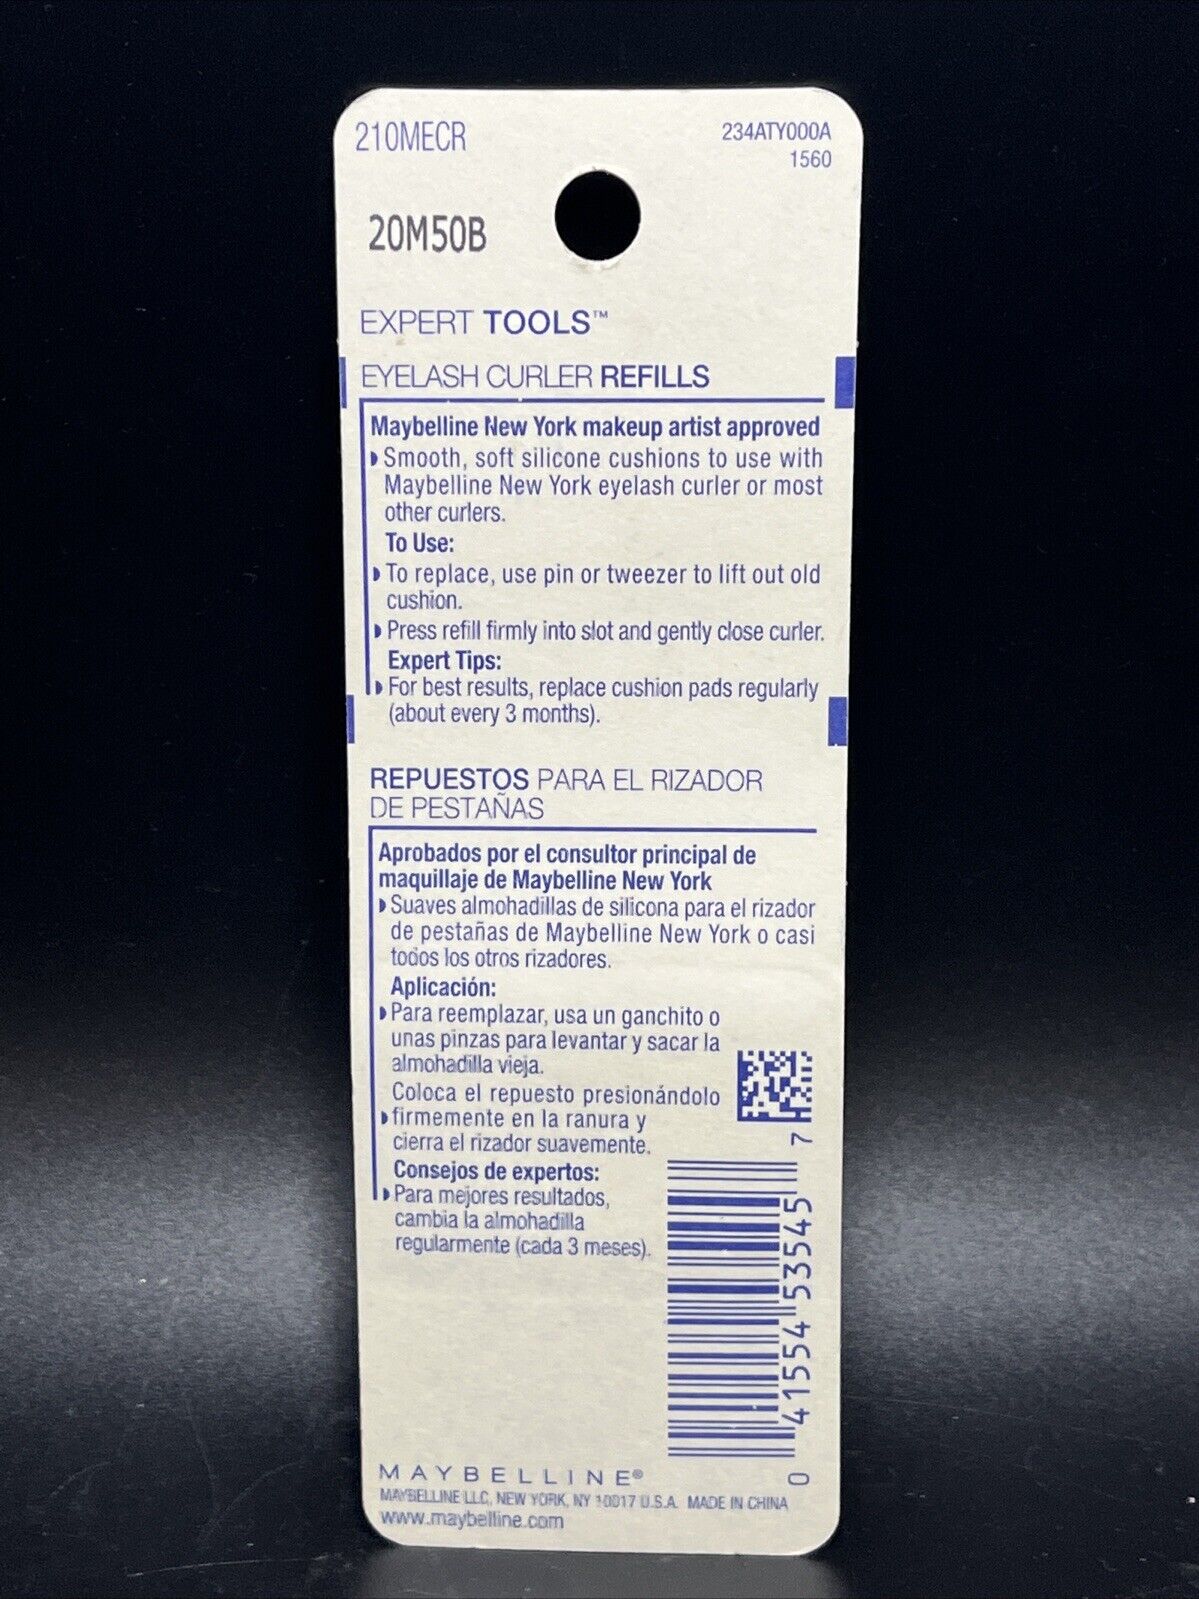 210MECR
234ATY000A
1560
20M50B
EXPERT TOOLS™
EYELASH CURLER REFILLS
Maybelline New York makeup artist approved
Smooth, soft silicone cushions to use with
Maybelline New York eyelash curler or most
other curlers.
To Use:
To replace, use pin or tweezer to lift out old
cushion.
Press refill firmly into slot and gently close curler.
Expert Tips:
For best results, replace cushion pads regularly
(about every 3 months).
REPUESTOS PARA EL RIZADOR
DE PESTAÑAS
Aprobados por el consultor principal de
maquillaje de Maybelline New York
Suaves almohadillas de silicona para el rizador
de pestañas de Maybelline New York o casi
todos los otros rizadores.
Aplicación:
Para reemplazar, usa un ganchito o
unas pinzas para levantar y sacar la
almohadilla vieja.
Coloca el repuesto presionándolo
firmemente en la ranura y
cierra el rizador suavemente.
Consejos de expertos:
Para mejores resultados,
cambia la almohadilla
regularmente (cada 3 meses).
0 41554 53545 7
MAYBELLINE®
MAYBELLINE LLC, NEW YORK, NY 10017 U.S.A. MADE IN CHINA
www.maybelline.com